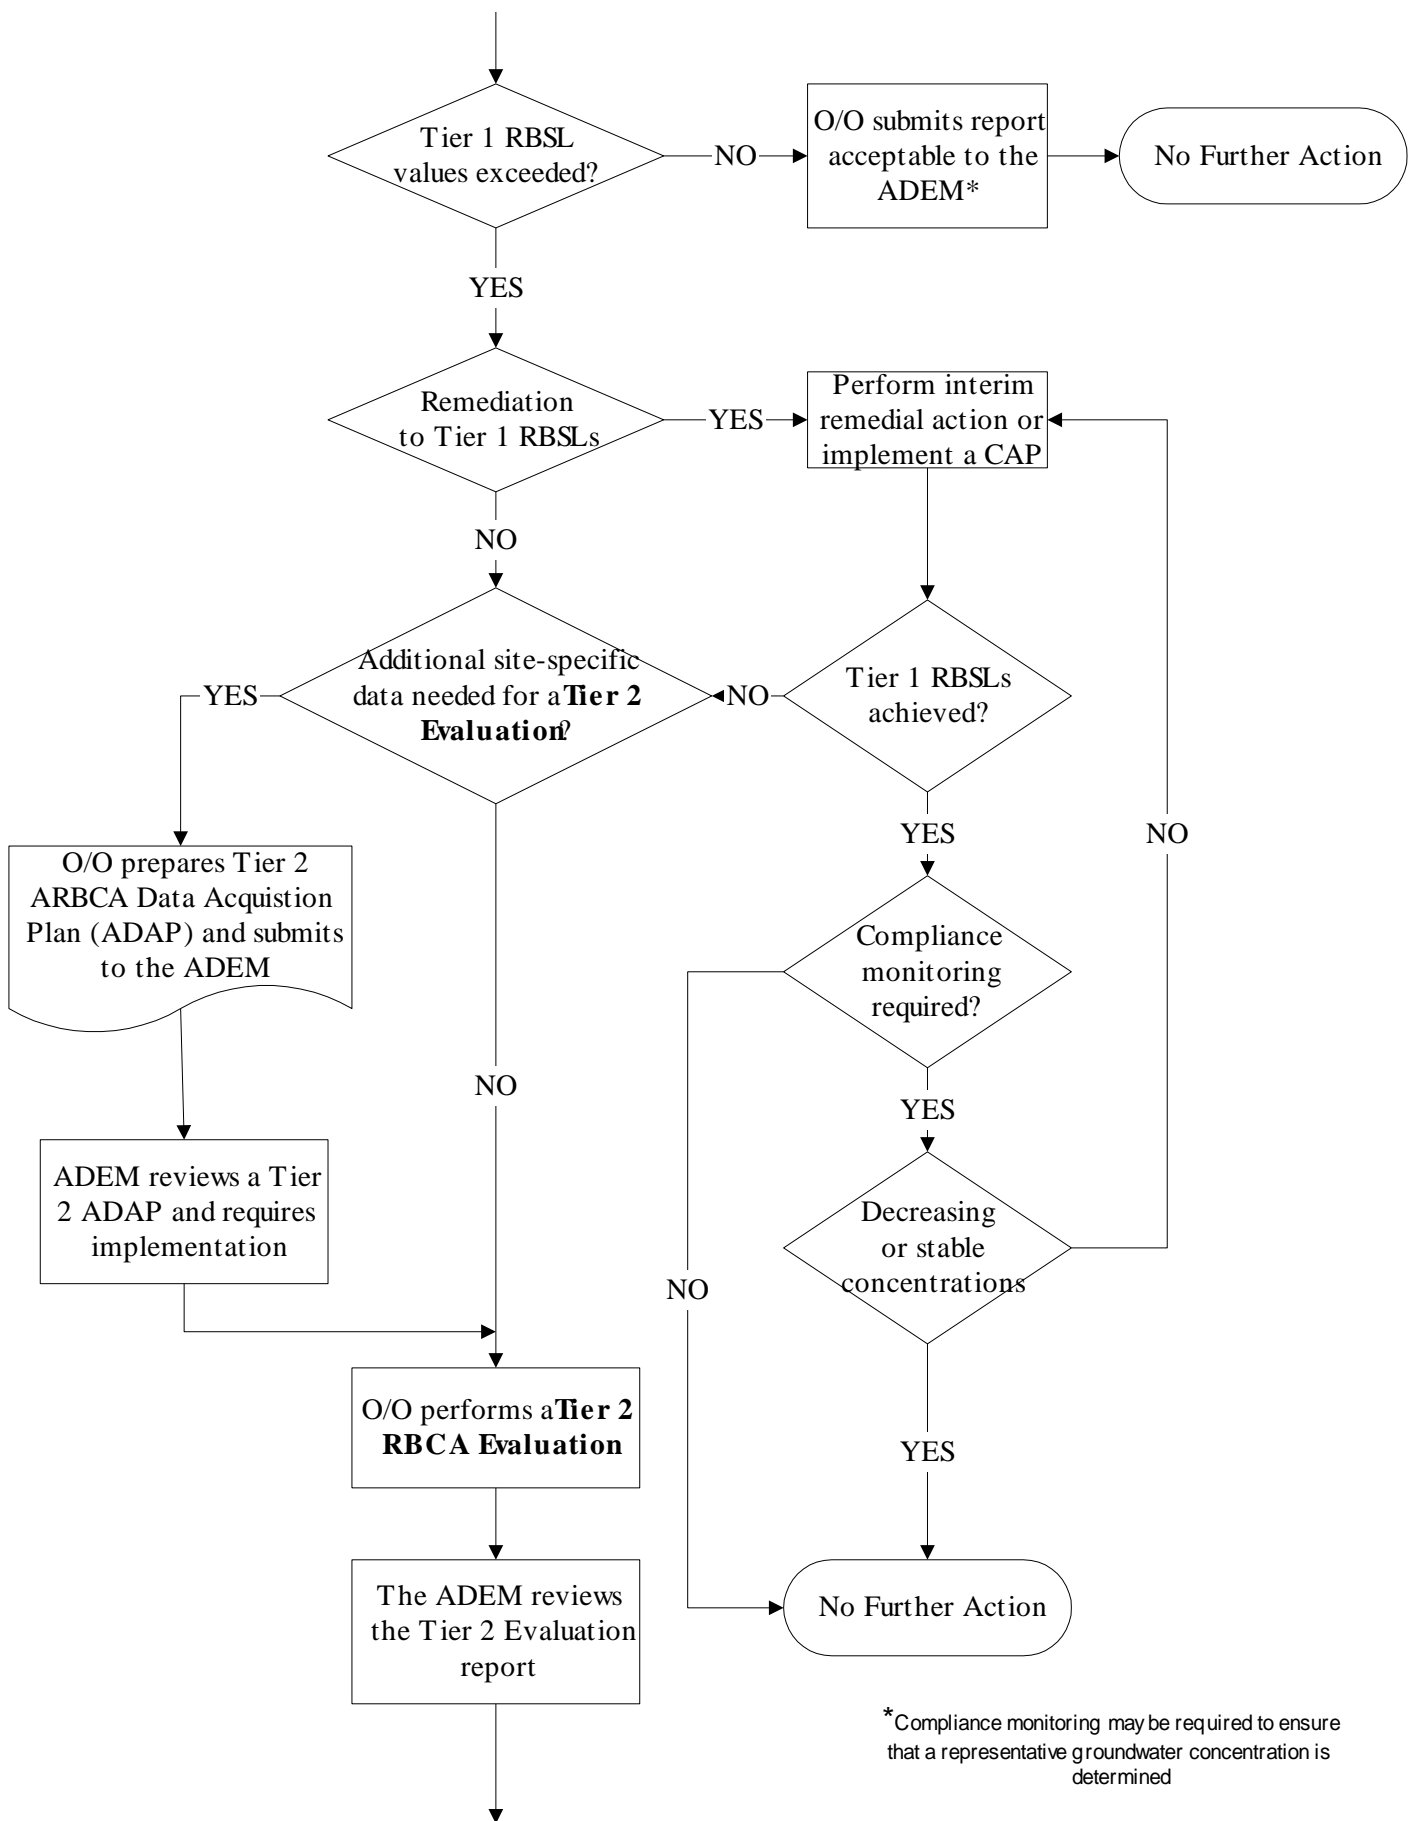 Tier 1 RBSL
values exceeded?
NO
O/O submits report
acceptable to the
ADEM*
No Further Action
YES
Remediation
to Tier 1 RBSLs
YES
Perform interim
remedial action or
implement a CAP
NO
Additional site-specific
data needed for a Tier 2
Evaluation?
YES
NO
Tier 1 RBSLs
achieved?
YES
NO
O/O prepares Tier 2
ARBCA Data Acquistion
Plan (ADAP) and submits
to the ADEM
Compliance
monitoring
required?
NO
YES
ADEM reviews a Tier
2 ADAP and requires
implementation
Decreasing
or stable
concentrations
NO
O/O performs a Tier 2
RBCA Evaluation
YES
The ADEM reviews
the Tier 2 Evaluation
report
No Further Action
*Compliance monitoring may be required to ensure
that a representative groundwater concentration is
determined